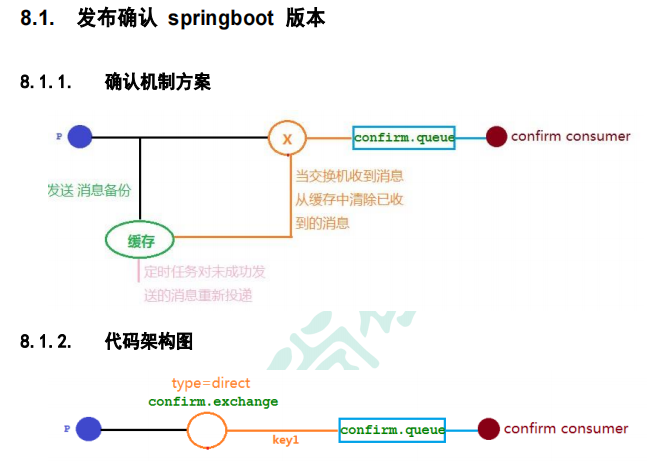 8.1. 发布确认 springboot 版本
8.1.1. 确认机制方案
P
X
confirm.queue
confirm consumer
发送 消息备份
当交换机收到消息
从缓存中清除已收
到的消息
缓存
定时任务对未成功发
送的消息重新投递
8.1.2. 代码架构图
type=direct
confirm.exchange
P
key1
confirm.queue
confirm consumer